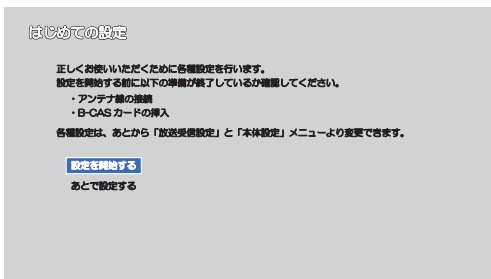 はじめての設定
正しくお使いいただくために各種設定を行います。
設定を開始する前に以下の準備が終了しているか確認してください。
・アンテナ線の接続
・B-CASカードの挿入
各種設定は、あとから「放送受信設定」と「本体設定」メニューより変更できます。
設定を開始する
あとで設定する